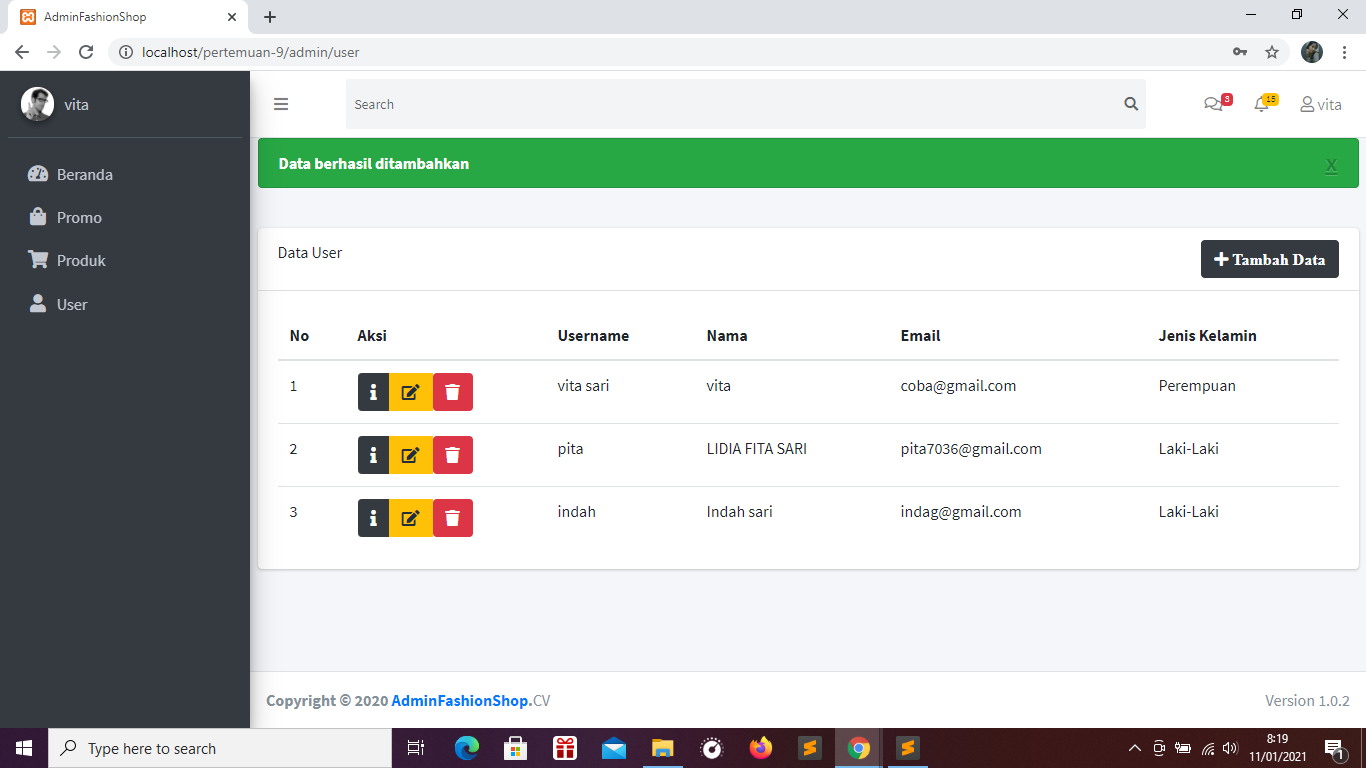 AdminFashionShop
localhost/pertemuan-9/admin/user
vita
Search
3
15
vita
Data berhasil ditambahkan
x
Beranda
Promo
Produk
User
Data User
Tambah Data
No Aksi Username Nama Email Jenis Kelamin
1 vita sari vita coba@gmail.com Perempuan
2 pita LIDIA FITA SARI pita7036@gmail.com Laki-Laki
3 indah Indah sari indag@gmail.com Laki-Laki
Copyright © 2020 AdminFashionShop.CV
Version 1.0.2
Type here to search
8:19
11/01/2021
1